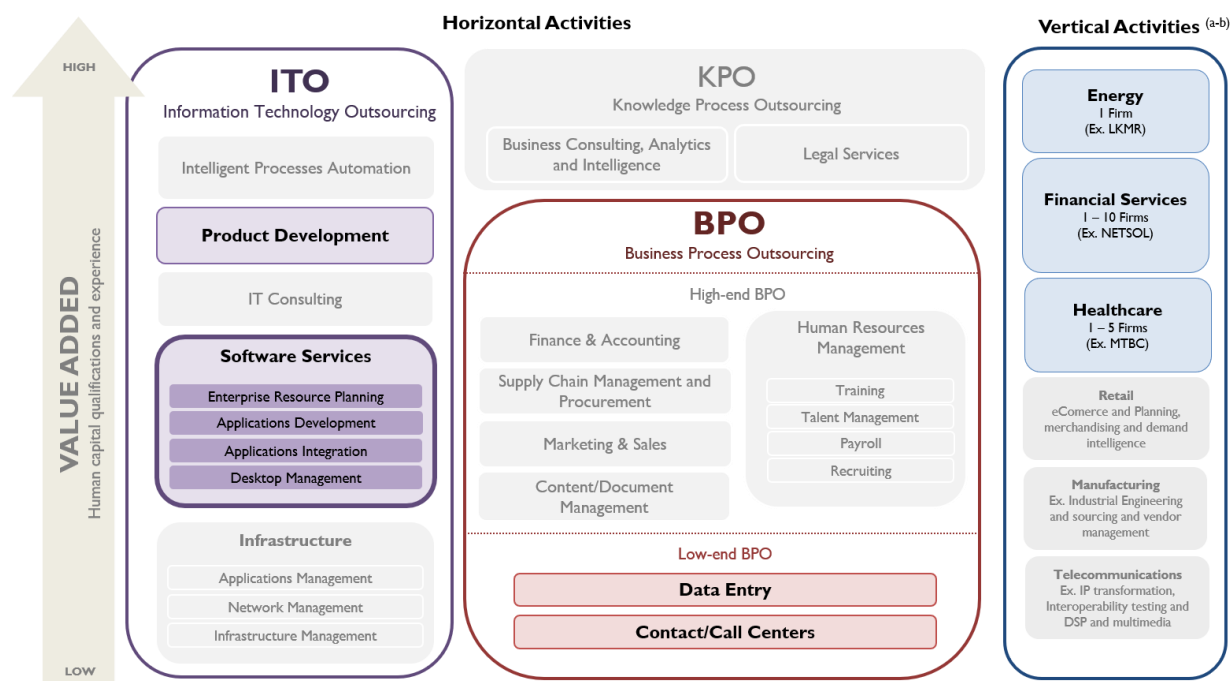 Horizontal Activities
Vertical Activities (a-b)
HIGH
VALUE ADDED
Human capital qualifications and experience
LOW
ITO
Information Technology Outsourcing
Intelligent Processes Automation
Product Development
IT Consulting
Software Services
Enterprise Resource Planning
Applications Development
Applications Integration
Desktop Management
Infrastructure
Applications Management
Network Management
Infrastructure Management
KPO
Knowledge Process Outsourcing
Business Consulting, Analytics
and Intelligence
Legal Services
BPO
Business Process Outsourcing
High-end BPO
Finance & Accounting
Supply Chain Management and
Procurement
Marketing & Sales
Content/Document
Management
Human Resources
Management
Training
Talent Management
Payroll
Recruiting
Low-end BPO
Data Entry
Contact/Call Centers
Energy
1 Firm
(Ex. LKMR)
Financial Services
1 – 10 Firms
(Ex. NETSOL)
Healthcare
1 – 5 Firms
(Ex. MTBC)
Retail
eComerce and Planning,
merchandising and demand
intelligence
Manufacturing
Ex. Industrial Engineering
and sourcing and vendor
management
Telecommunications
Ex. IP transformation,
Interoperability testing and
DSP and multimedia